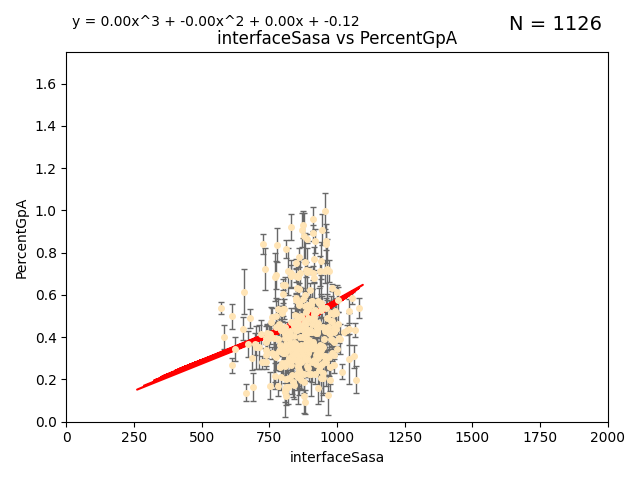 y = 0.00x^3 + -0.00x^2 + 0.00x + -0.12
N = 1126
interfaceSasa vs PercentGpA
PercentGpA
1.6
1.4
1.2
1.0
0.8
0.6
0.4
0.2
0.0
0 250 500 750 1000 1250 1500 1750 2000
interfaceSasa